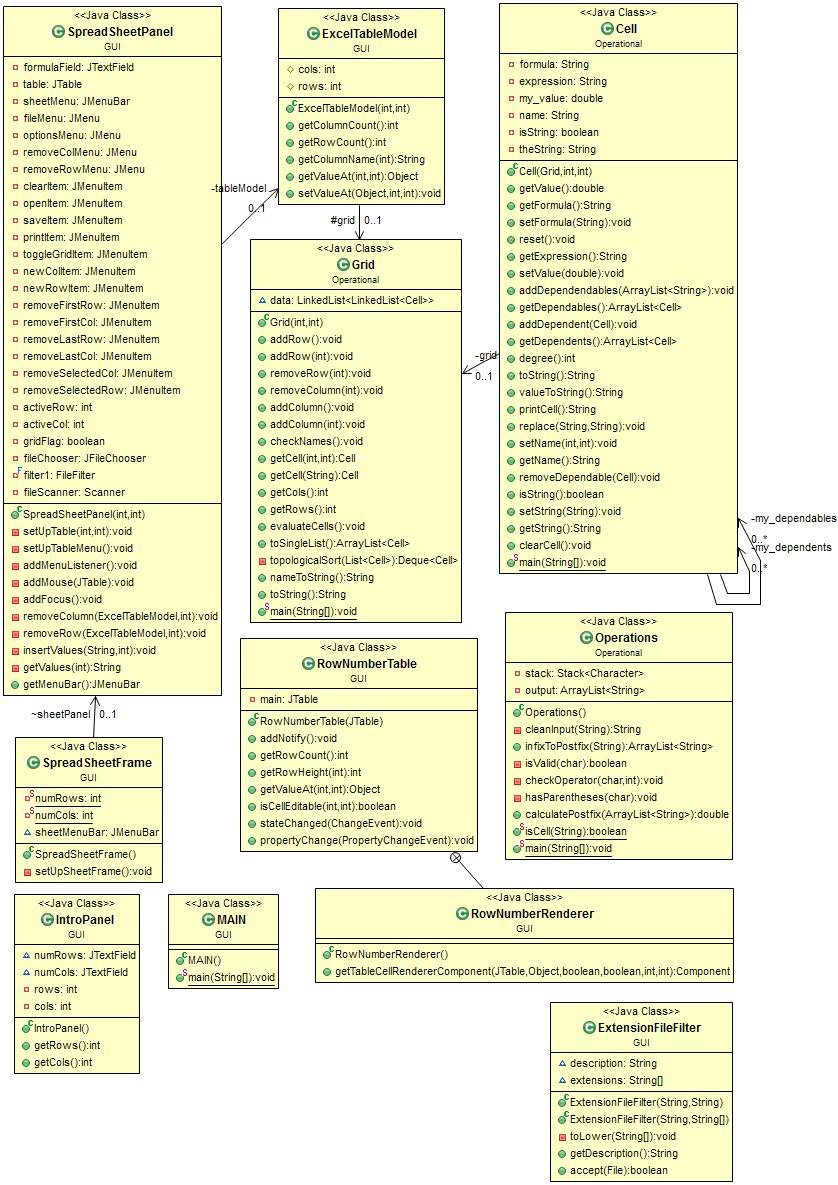 <<Java Class>>
SpreadSheetPanel
GUI
formulaField: JTextField
table: JTable
sheetMenu: JMenuBar
fileMenu: JMenu
optionsMenu: JMenu
removeColMenu: JMenu
removeRowMenu: JMenu
clearItem: JMenuItem
openItem: JMenuItem
saveItem: JMenuItem
printItem: JMenuItem
toggleGridItem: JMenuItem
newColItem: JMenuItem
newRowItem: JMenuItem
removeFirstRow: JMenuItem
removeFirstCol: JMenuItem
removeLastRow: JMenuItem
removeLastCol: JMenuItem
removeSelectedCol: JMenuItem
removeSelectedRow: JMenuItem
activeRow: int
activeCol: int
gridFlag: boolean
fileChooser: JFileChooser
filter1: FileFilter
fileScanner: Scanner
SpreadSheetPanel(int,int)
setUpTable(int,int):void
setUpTableMenu():void
addMenuListener():void
addMouse(JTable):void
addFocus():void
removeColumn(ExcelTableModel,int):void
removeRow(ExcelTableModel,int):void
insertValues(String,int):void
getValues(int):String
getMenuBar():JMenuBar
-tableModel
0..1
<<Java Class>>
ExcelTableModel
GUI
cols: int
rows: int
ExcelTableModel(int,int)
getColumnCount():int
getRowCount():int
getColumnName(int):String
getValueAt(int,int):Object
setValueAt(Object,int,int):void
#grid 0..1
<<Java Class>>
Grid
Operational
data: LinkedList<LinkedList<Cell>>
Grid(int,int)
addRow():void
addRow(int):void
removeRow(int):void
removeColumn(int):void
addColumn():void
addColumn(int):void
checkNames():void
getCell(int,int):Cell
getCell(String):Cell
getCols():int
getRows():int
evaluateCells():void
toSingleList():ArrayList<Cell>
topologicalSort(List<Cell>):Deque<Cell>
nameToString():String
toString():String
main(String[]):void
-grid
0..1
<<Java Class>>
Cell
Operational
formula: String
expression: String
my_value: double
name: String
isString: boolean
theString: String
Cell(Grid,int,int)
getValue():double
getFormula():String
setFormula(String):void
reset():void
getExpression():String
setValue(double):void
addDependendables(ArrayList<String>):void
getDependables():ArrayList<Cell>
addDependent(Cell):void
getDependents():ArrayList<Cell>
degree():int
toString():String
valueToString():String
printCell():String
replace(String,String):void
setName(int,int):void
getName():String
removeDependable(Cell):void
isString():boolean
setString(String):void
getString():String
clearCell():void
main(String[]):void
-my_dependables
0..*
-my_dependents
0..*
~sheetPanel 0..1
<<Java Class>>
SpreadSheetFrame
GUI
numRows: int
numCols: int
sheetMenuBar: JMenuBar
SpreadSheetFrame()
setUpSheetFrame():void
<<Java Class>>
RowNumberTable
GUI
main: JTable
RowNumberTable(JTable)
addNotify():void
getRowCount():int
getRowHeight(int):int
getValueAt(int,int):Object
isCellEditable(int,int):boolean
stateChanged(ChangeEvent):void
propertyChange(PropertyChangeEvent):void
<<Java Class>>
Operations
Operational
stack: Stack<Character>
output: ArrayList<String>
Operations()
cleanInput(String):String
infixToPostfix(String):ArrayList<String>
isValid(char):boolean
checkOperator(char,int):void
hasParentheses(char):void
calculatePostfix(ArrayList<String>):double
isCell(String):boolean
main(String[]):void
<<Java Class>>
IntroPanel
GUI
numRows: JTextField
numCols: JTextField
rows: int
cols: int
IntroPanel()
getRows():int
getCols():int
<<Java Class>>
MAIN
GUI
MAIN()
main(String[]):void
<<Java Class>>
RowNumberRenderer
GUI
RowNumberRenderer()
getTableCellRendererComponent(JTable,Object,boolean,boolean,int,int):Component
<<Java Class>>
ExtensionFileFilter
GUI
description: String
extensions: String[]
ExtensionFileFilter(String,String)
ExtensionFileFilter(String,String[])
toLower(String[]):void
getDescription():String
accept(File):boolean